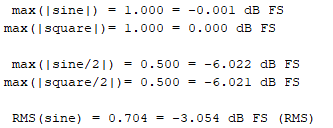 max(|sine|) = 1.000 = -0.001 dB FS
max(|square|)= 1.000 = 0.000 dB FS
max(|sine/2|) = 0.500 = -6.022 dB FS
max(|square/2|)= 0.500 = -6.021 dB FS
RMS(sine) = 0.704 = -3.054 dB FS (RMS)